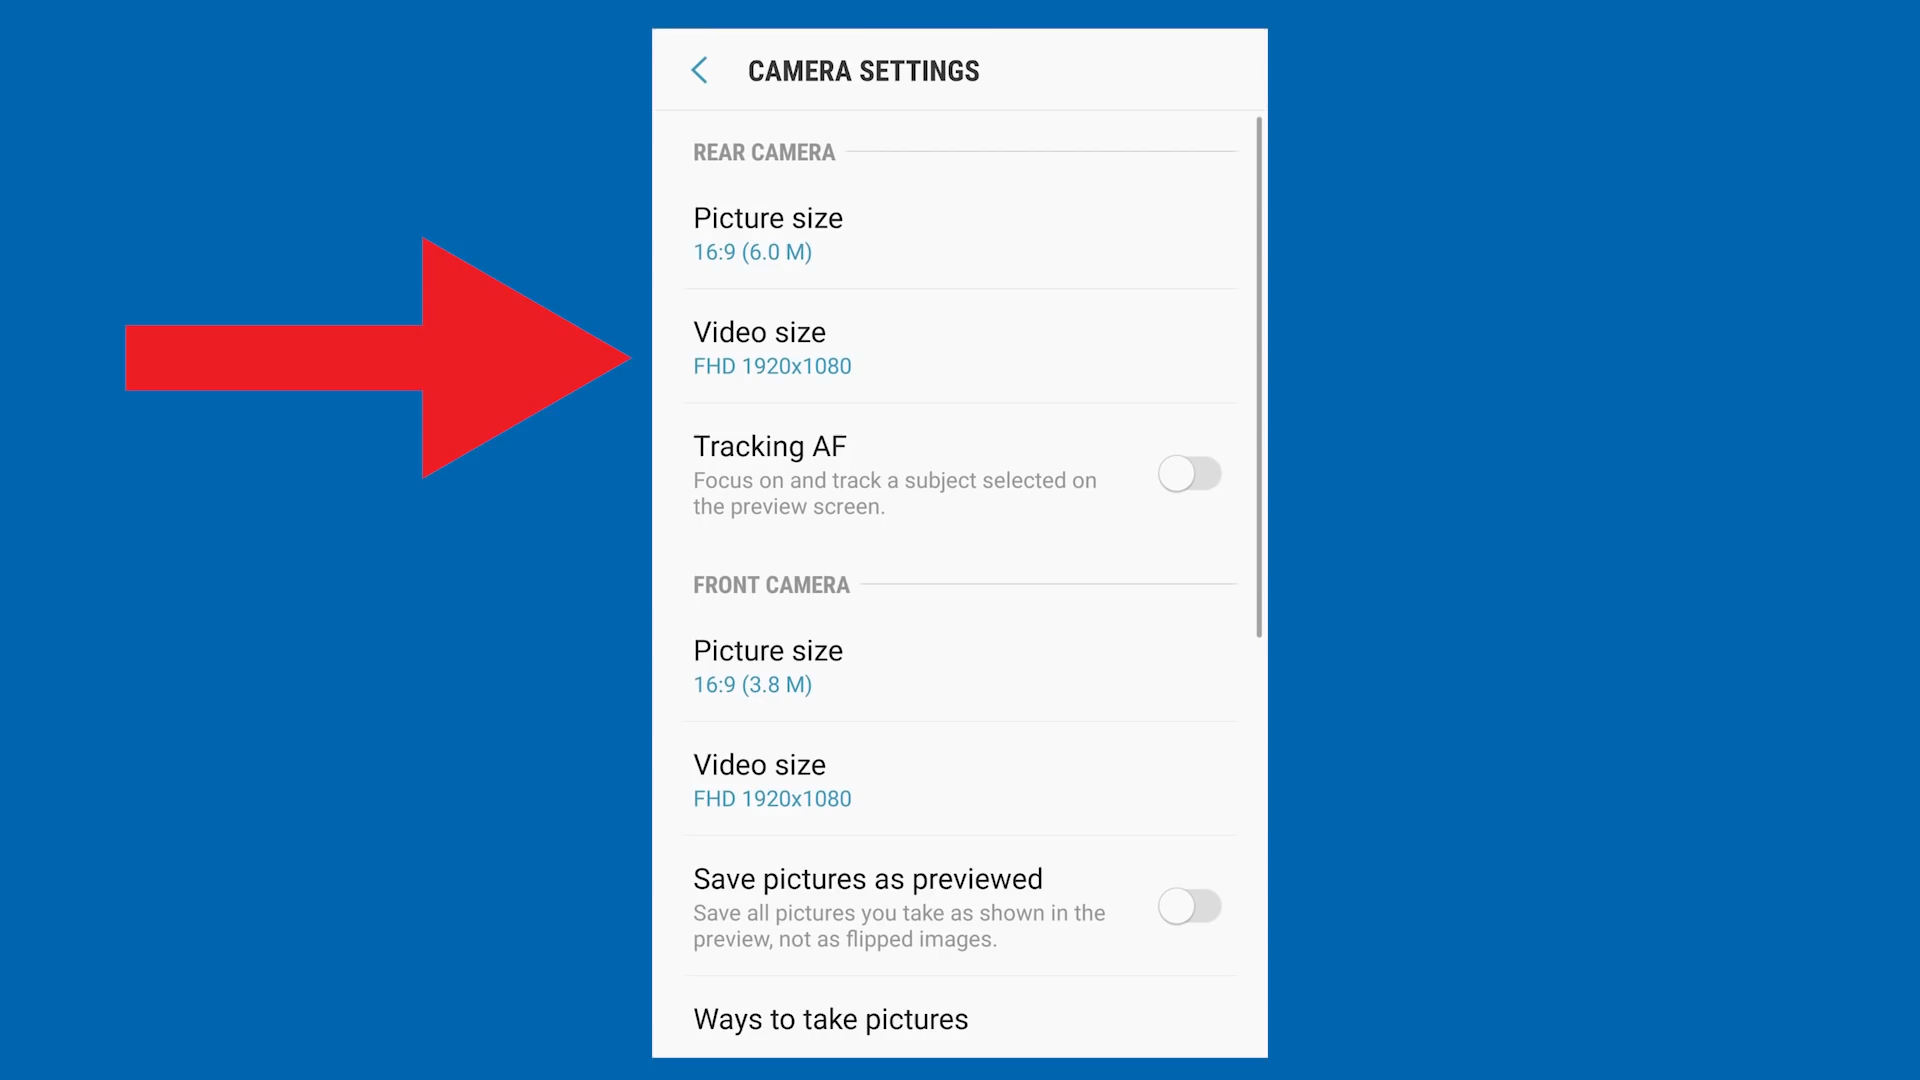 CAMERA SETTINGS
REAR CAMERA
Picture size
16:9 (6.0 M)
Video size
FHD 1920x1080
Tracking AF
Focus on and track a subject selected on
the preview screen.
FRONT CAMERA
Picture size
16:9 (3.8 M)
Video size
FHD 1920x1080
Save pictures as previewed
Save all pictures you take as shown in the
preview, not as flipped images.
Ways to take pictures